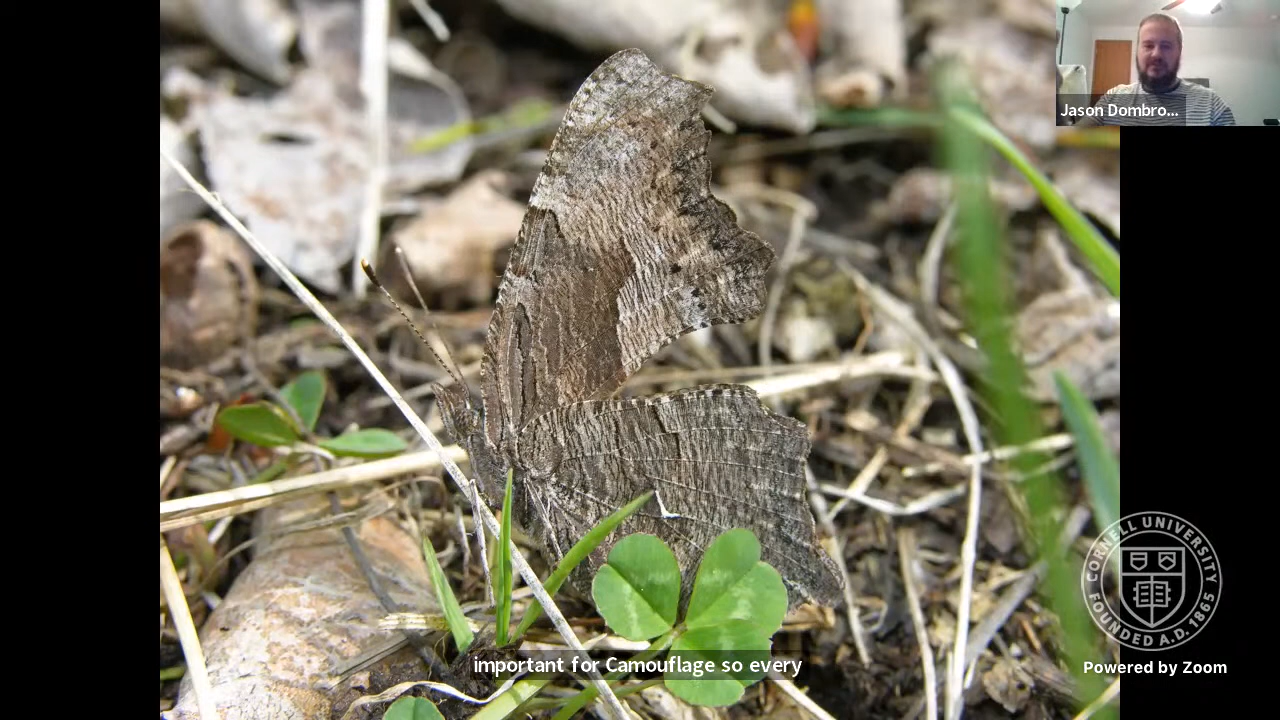 Jason Dombro...
CORNELL UNIVERSITY
FOUNDED A.D. 1865
Powered by Zoom
important for Camouflage so every